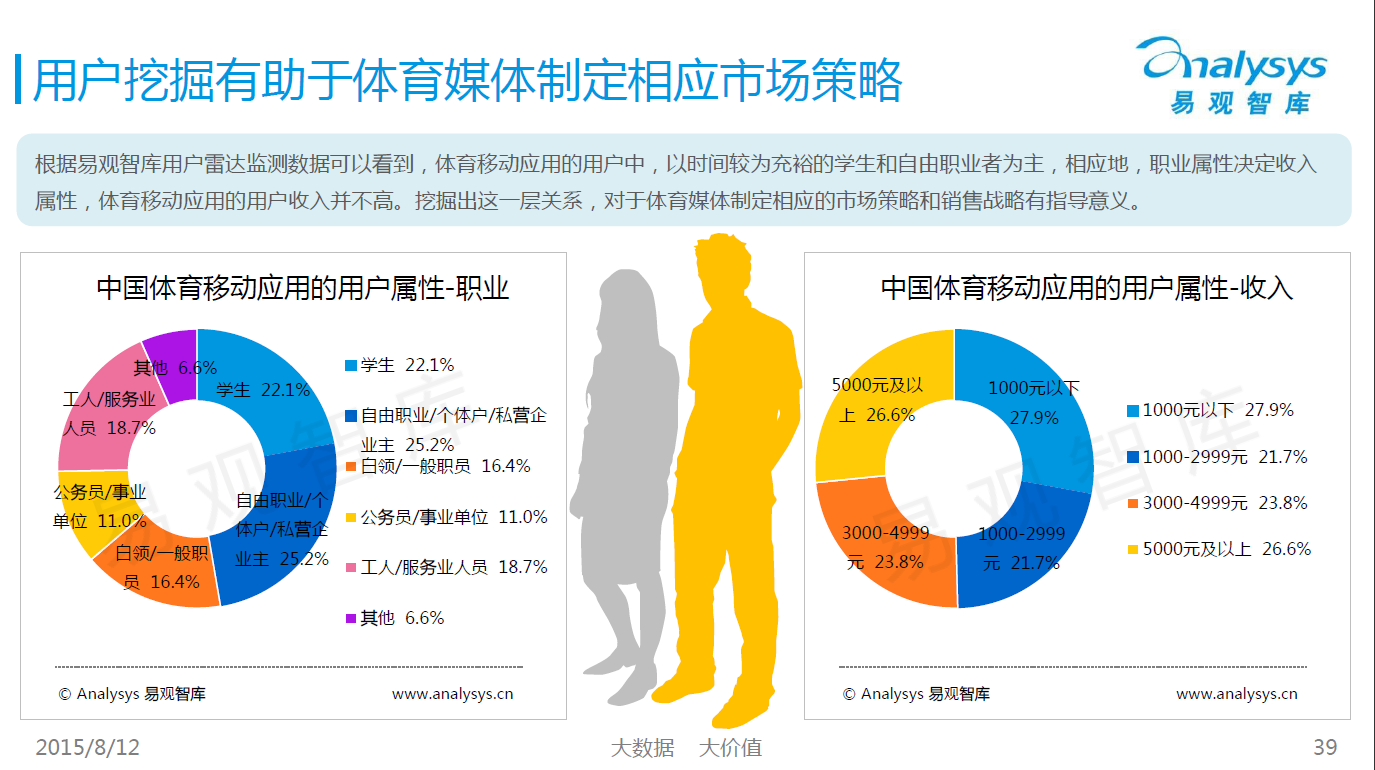 用户挖掘有助于体育媒体制定相应市场策略
analysys
易观智库
根据易观智库用户雷达监测数据可以看到，体育移动应用的用户中，以时间较为充裕的学生和自由职业者为主，相应地，职业属性决定收入
属性，体育移动应用的用户收入并不高。挖掘出这一层关系，对于体育媒体制定相应的市场策略和销售战略有指导意义。
中国体育移动应用的用户属性-职业
其他 6.6%
学生 22.1%
工人/服务业
人员 18.7%
公务员/事业
单位 11.0%
自由职业/个
体户/私营企
业主 25.2%
白领/一般职
员 16.4%
学生 22.1%
自由职业/个体户/私营企
业主 25.2%
白领/一般职员 16.4%
公务员/事业单位 11.0%
工人/服务业人员 18.7%
其他 6.6%
易观智库
© Analysys 易观智库
www.analysys.cn
中国体育移动应用的用户属性-收入
5000元及以
上 26.6%
1000元以下
27.9%
3000-4999
元 23.8%
1000-2999
元 21.7%
1000元以下 27.9%
1000-2999元 21.7%
3000-4999元 23.8%
5000元及以上 26.6%
易观智库
© Analysys 易观智库
www.analysys.cn
2015/8/12
大数据 大价值
39